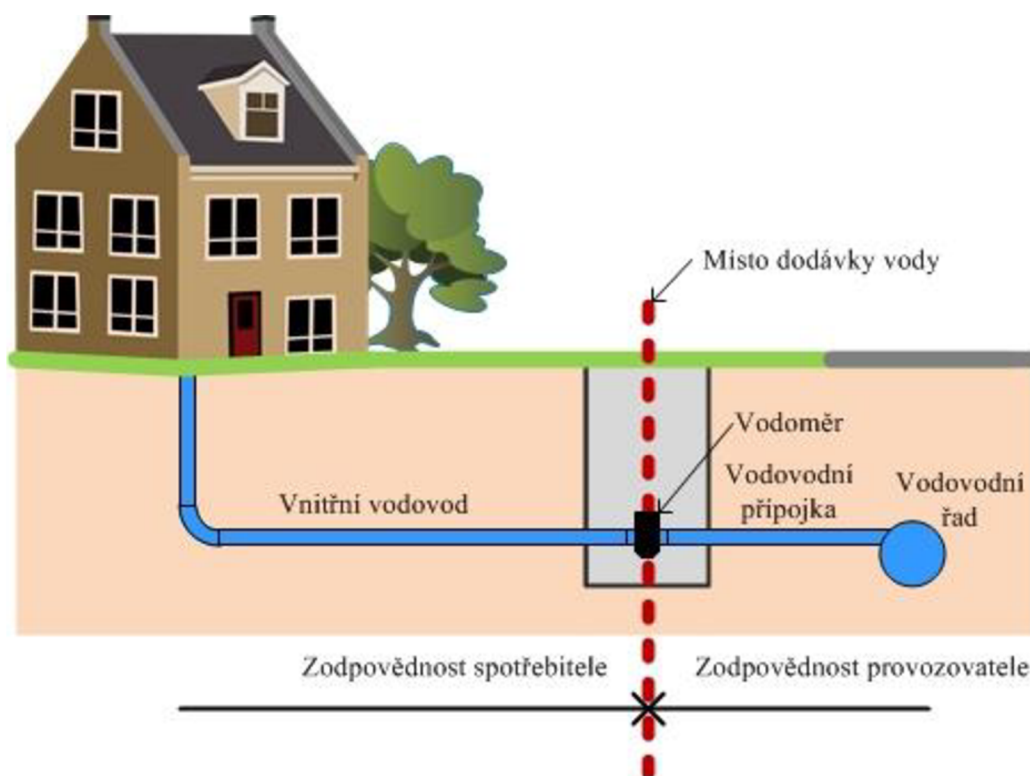 Místo dodávky vody
Vodoměr
Vodovodní
přípojka
Vodovodní
řad
Vnitřní vodovod
Zodpovědnost spotřebitele
Zodpovědnost provozovatele